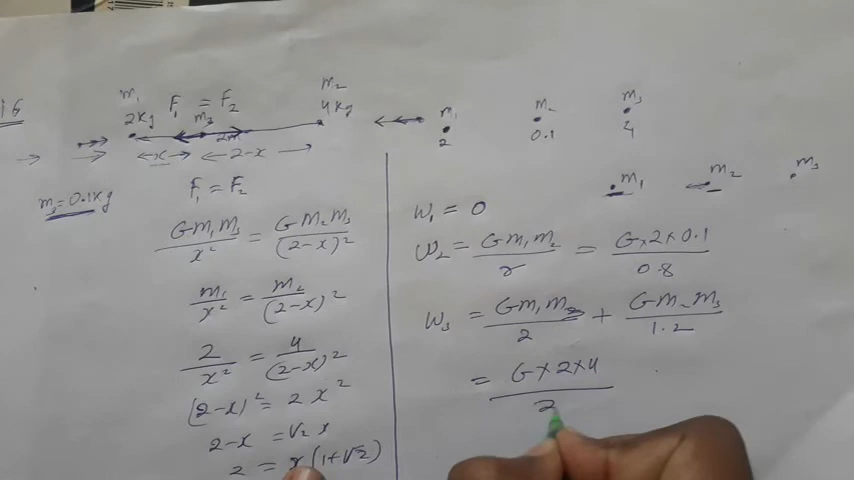 16
m₁ F₁ = F₂ m₂
2kg m₃ 4kg
2m
← x → ← 2-x →
m₃ = 0.1kg
F₁ = F₂
Gm₁m₃/x² = Gm₂m₃/(2-x)²
m₁/x² = m₂/(2-x)²
2/x² = 4/(2-x)²
(2-x)² = 2x²
2-x = √2 x
2 = x(1+√2)
m₁ m₂ m₃
2 0.1 4
m₁ m₂ m₃
W₁ = 0
W₂ = Gm₁m₂/r = G×2×0.1/0.8
W₃ = Gm₁m₃/2 + Gm₂m₃/1.2
= G×2×4/2